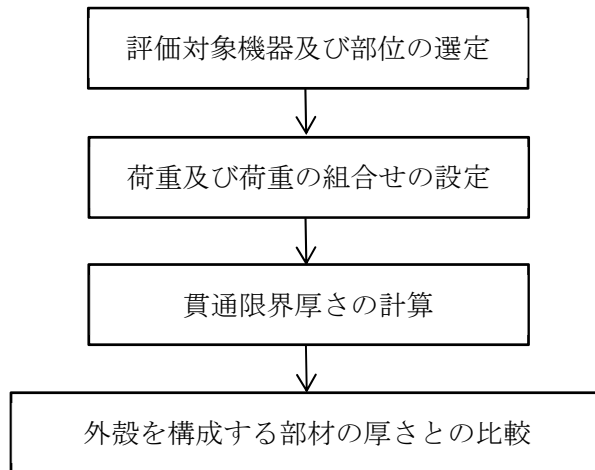 評価対象機器及び部位の選定
荷重及び荷重の組合せの設定
貫通限界厚さの計算
外殻を構成する部材の厚さとの比較